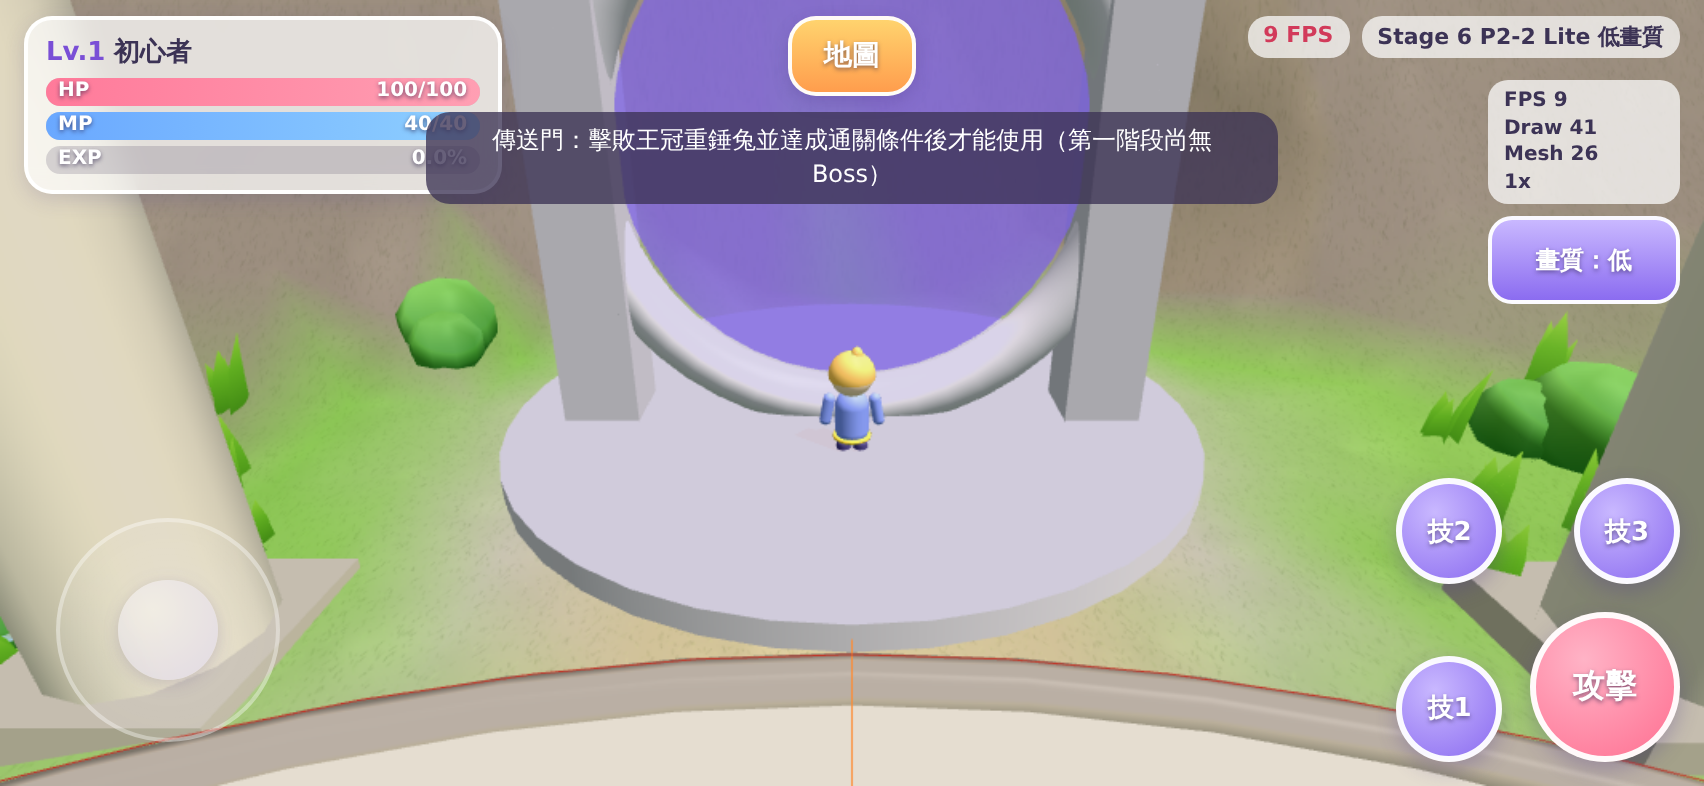 Lv.1 初心者
HP 100/100
MP 40/40
EXP 0.0%
地圖
傳送門：擊敗王冠重錘兔並達成通關條件後才能使用（第一階段尚無
Boss）
9 FPS
Stage 6 P2-2 Lite 低畫質
FPS 9
Draw 41
Mesh 26
1x
畫質：低
技2
技3
技1
攻擊